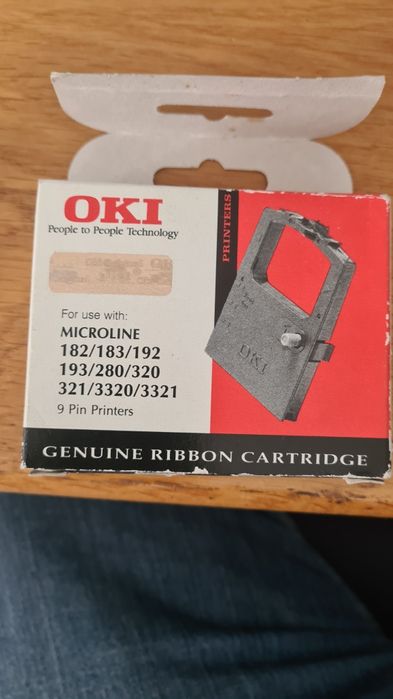 OKI
People to People Technology
PRINTERS
For use with:
MICROLINE
182/183/192
193/280/320
321/3320/3321
9 Pin Printers
OKI
GENUINE RIBBON CARTRIDGE